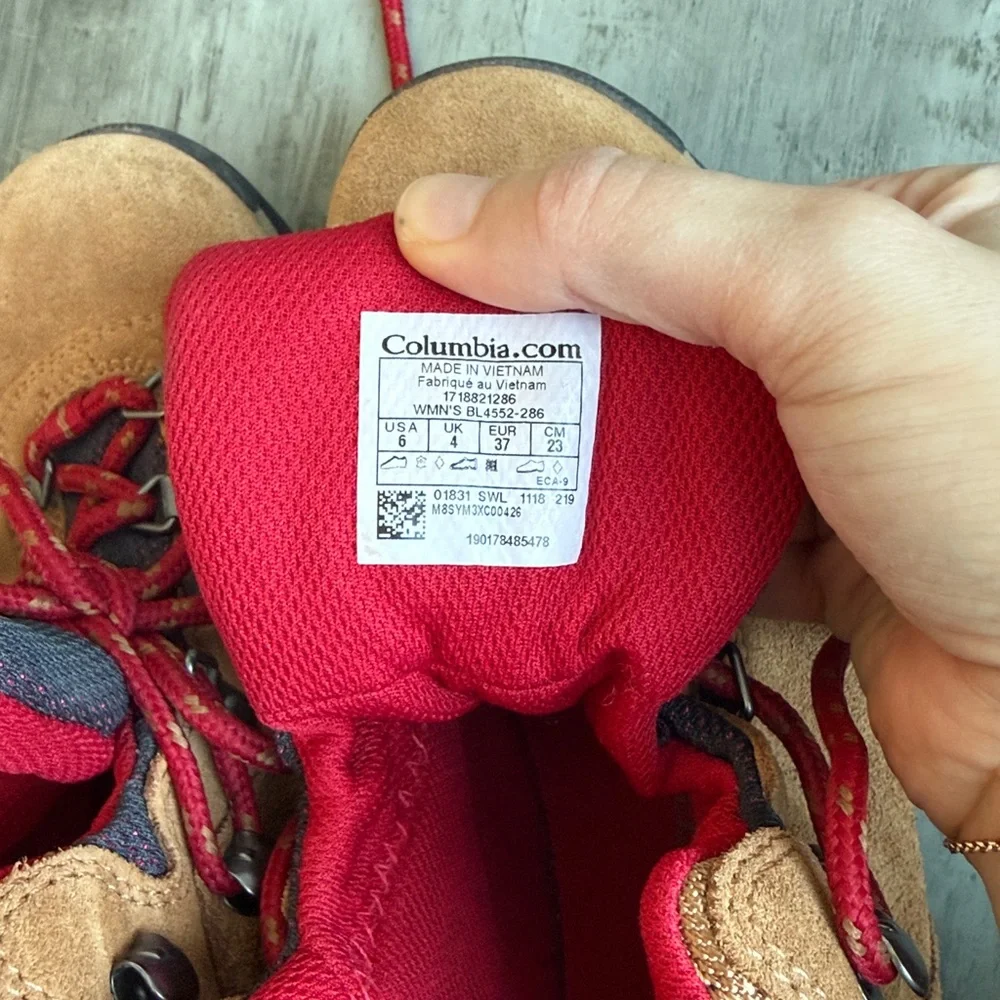 Columbia.com
MADE IN VIETNAM
Fabriqué au Vietnam
1718821286
WMN'S BL4552-286
USA UK EUR CM
6 4 37 23
ECA-9
01831 SWL 1118 219
M8SYM3XC00426
190178485478